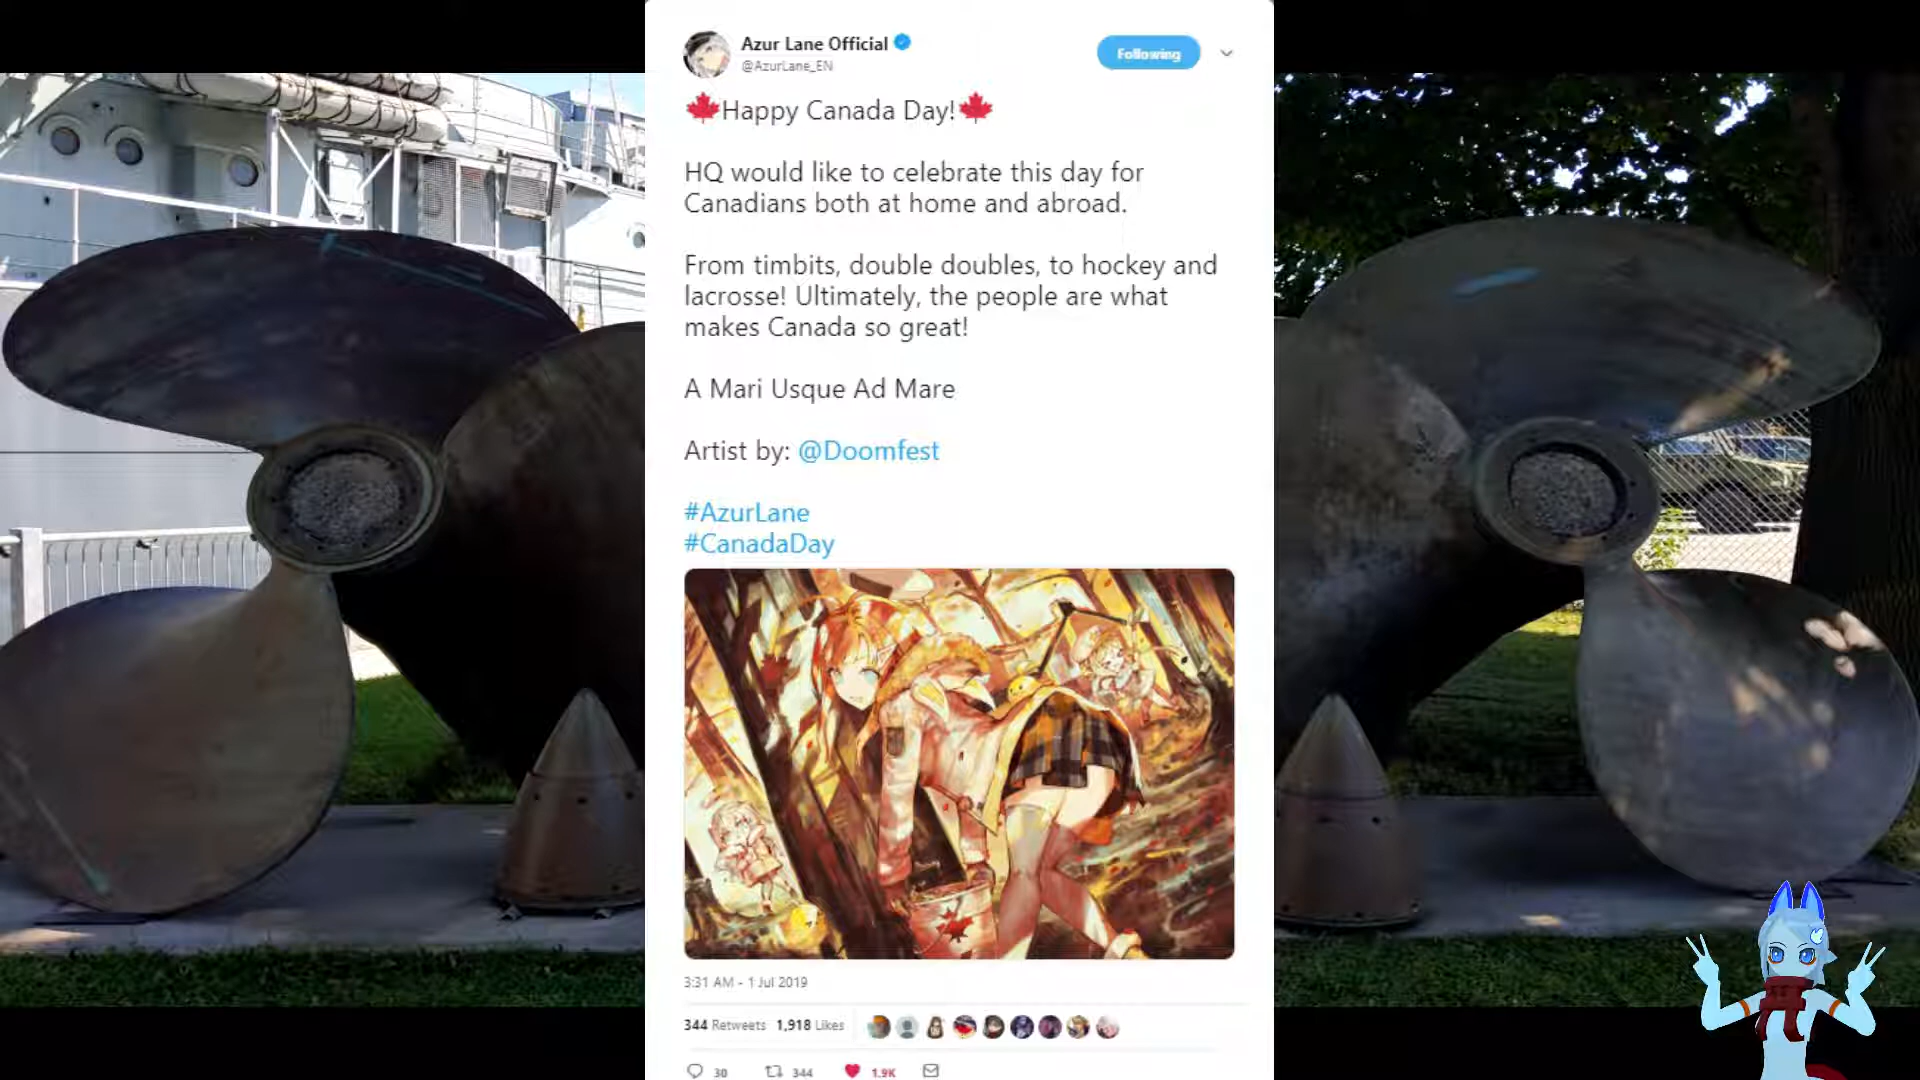 Azur Lane Official
@AzurLane_EN
Following
Happy Canada Day!
HQ would like to celebrate this day for
Canadians both at home and abroad.
From timbits, double doubles, to hockey and
lacrosse! Ultimately, the people are what
makes Canada so great!
A Mari Usque Ad Mare
Artist by: @Doomfest
#AzurLane
#CanadaDay
3:31 AM - 1 Jul 2019
344 Retweets 1,918 Likes
30 344 1.9K